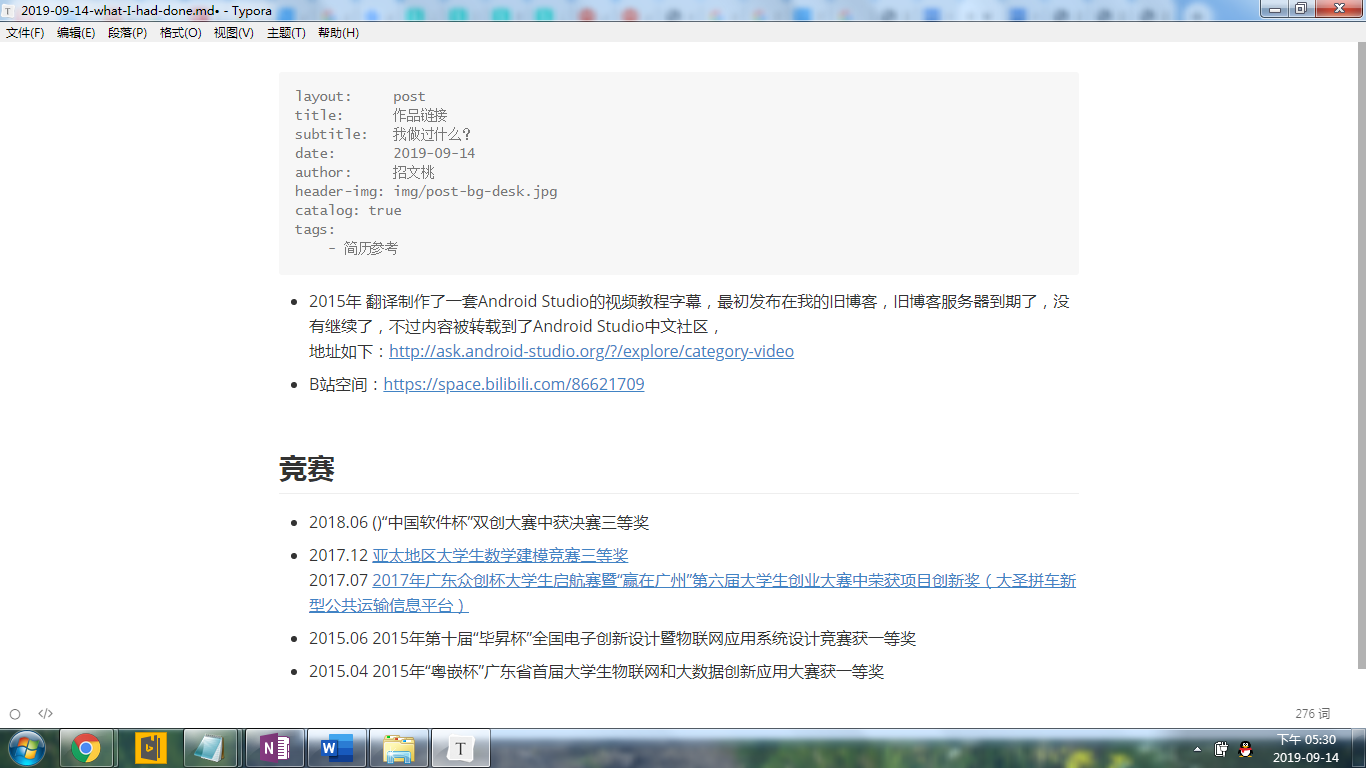 2019-09-14-what-I-had-done.md• - Typora
文件(F) 编辑(E) 段落(P) 格式(O) 视图(V) 主题(T) 帮助(H)
layout: post
title: 作品链接
subtitle: 我做过什么?
date: 2019-09-14
author: 招文桃
header-img: img/post-bg-desk.jpg
catalog: true
tags:
- 简历参考
2015年 翻译制作了一套Android Studio的视频教程字幕，最初发布在我的旧博客，旧博客服务器到期了，没
有继续了，不过内容被转载到了Android Studio中文社区，
地址如下：http://ask.android-studio.org/?/explore/category-video
B站空间：https://space.bilibili.com/86621709
竞赛
2018.06 ()“中国软件杯”双创大赛中获决赛三等奖
2017.12 亚太地区大学生数学建模竞赛三等奖
2017.07 2017年广东众创杯大学生启航赛暨“赢在广州”第六届大学生创业大赛中荣获项目创新奖（大圣拼车新
型公共运输信息平台）
2015.06 2015年第十届“毕昇杯”全国电子创新设计暨物联网应用系统设计竞赛获一等奖
2015.04 2015年“粤嵌杯”广东省首届大学生物联网和大数据创新应用大赛获一等奖
276 词
下午 05:30
2019-09-14